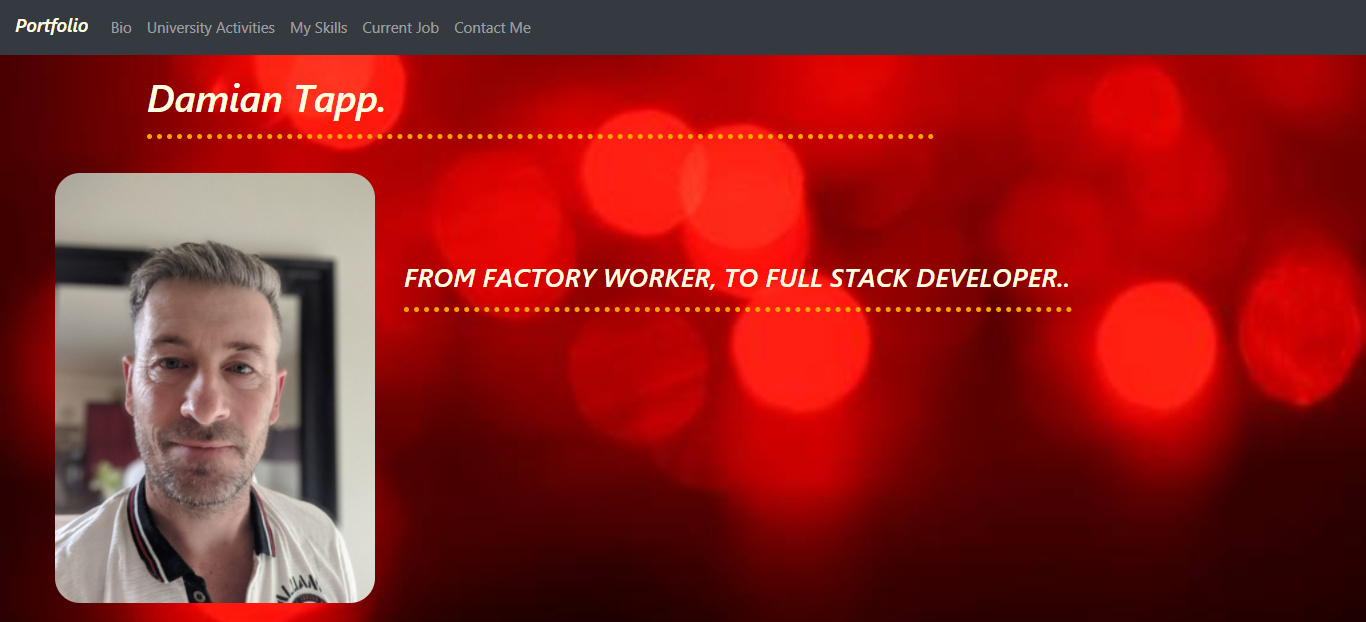 Portfolio Bio University Activities My Skills Current Job Contact Me
Damian Tapp.
FROM FACTORY WORKER, TO FULL STACK DEVELOPER..